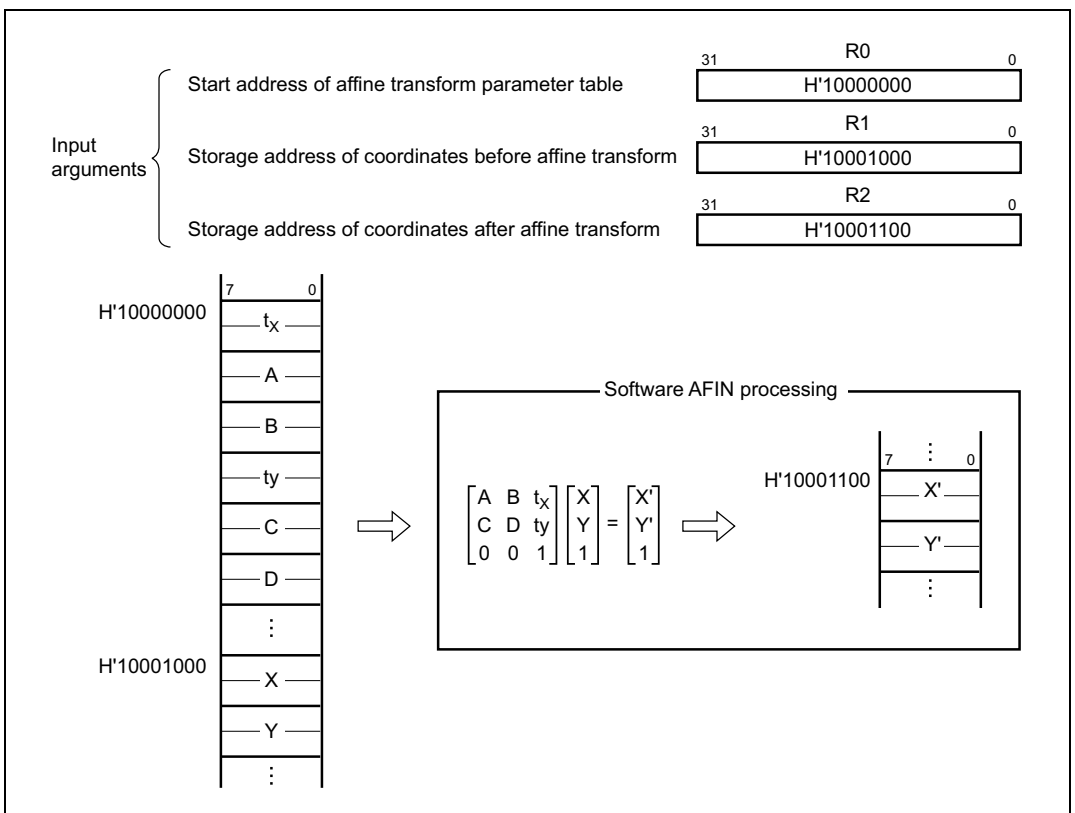 R0
31 0
Start address of affine transform parameter table H'10000000
R1
31 0
Input
arguments
Storage address of coordinates before affine transform H'10001000
R2
31 0
Storage address of coordinates after affine transform H'10001100
7 0
H'10000000
tX
A
B
ty
C
D
⋮
H'10001000
X
Y
⋮
Software AFIN processing
A B tX X = X'
C D ty Y Y'
0 0 1 1 1
⋮
7 0
H'10001100
X'
Y'
⋮